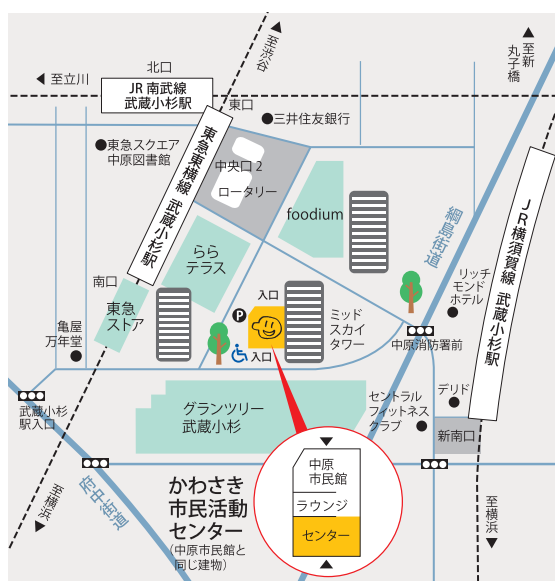 至渋谷
至新
丸子橋
北口
至立川
JR 南武線
武蔵小杉駅
東口
三井住友銀行
東急スクエア
中原図書館
東急東横線 武蔵小杉駅
中央口 2
ロータリー
foodium
綱島街道
JR横須賀線 武蔵小杉駅
らら
テラス
南口
東急
ストア
リッチ
モンド
ホテル
入口
P
ミッド
スカイ
タワー
亀屋
万年堂
入口
中原消防署前
武蔵小杉
駅入口
グランツリー
武蔵小杉
セントラル
フィットネス
クラブ
デリド
新南口
府中街道
至横浜
かわさき
市民活動
センター
(中原市民館と
同じ建物)
中原
市民館
ラウンジ
センター
至横浜